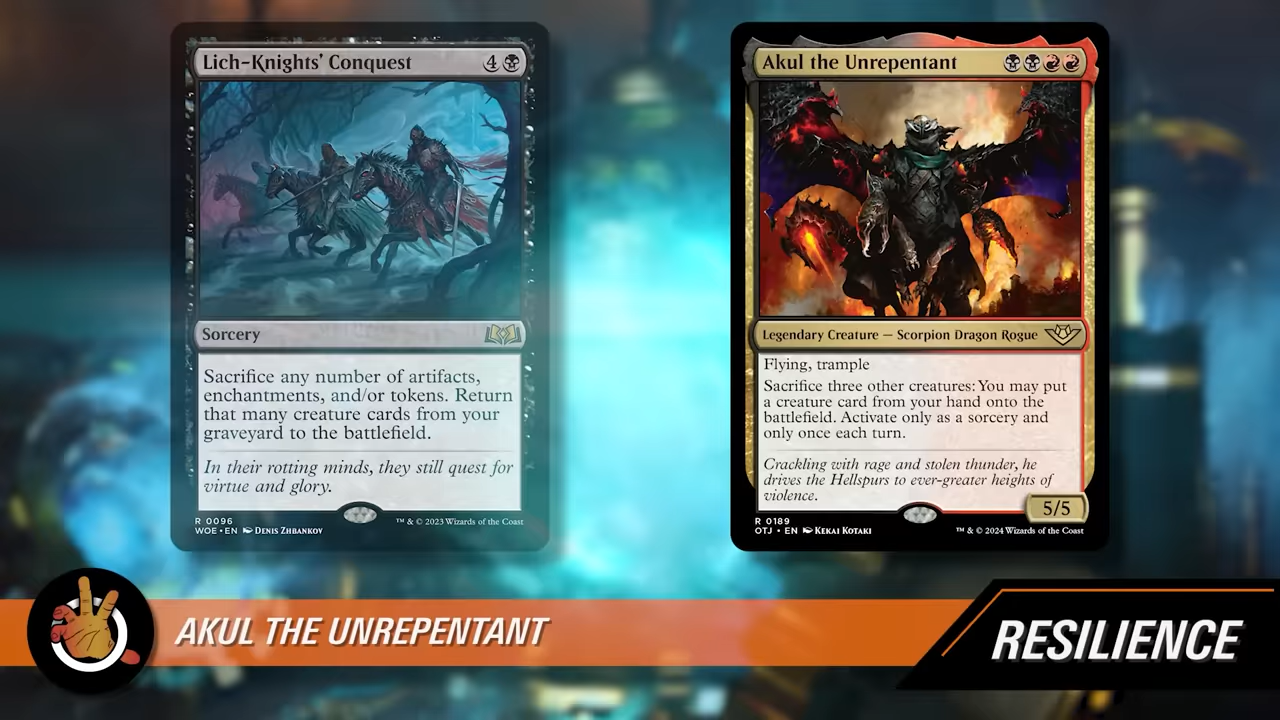 Lich-Knights' Conquest 4
Sorcery
Sacrifice any number of artifacts,
enchantments, and/or tokens. Return
that many creature cards from your
graveyard to the battlefield.
In their rotting minds, they still quest for
virtue and glory.
R 0096
WOE • EN DENIS ZHBANKOV
™ & © 2023 Wizards of the Coast
Akul the Unrepentant
Legendary Creature — Scorpion Dragon Rogue
Flying, trample
Sacrifice three other creatures: You may put
a creature card from your hand onto the
battlefield. Activate only as a sorcery and
only once each turn.
Crackling with rage and stolen thunder, he
drives the Hellspurs to ever-greater heights of
violence.
5/5
R 0189
OTJ • EN KEKAI KOTAKI
™ & © 2024 Wizards of the Coast
AKUL THE UNREPENTANT
RESILIENCE